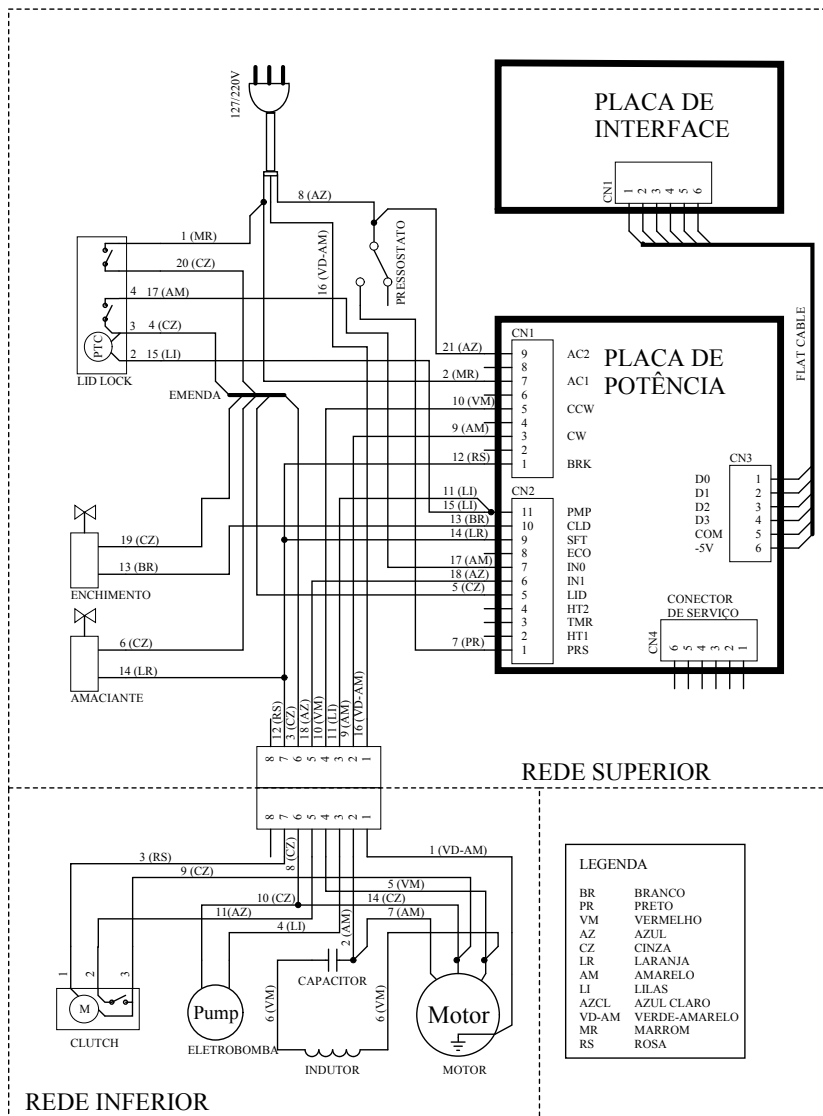 127/220V
PLACA DE
INTERFACE
CN1
1 2 3 4 5 6
8 (AZ)
1 (MR)
20 (CZ)
16 (VD-AM)
PRESSOSTATO
4
17 (AM)
3
4 (CZ)
PTC
2
15 (LI)
LID LOCK
EMENDA
FLAT CABLE
PLACA DE
POTÊNCIA
CN1
21 (AZ)
9
AC2
8
2 (MR)
7
AC1
6
10 (VM)
5
CCW
4
9 (AM)
3
CW
2
12 (RS)
1
BRK
CN2
11 (LI)
15 (LI)
11
PMP
13 (BR)
10
CLD
14 (LR)
9
SFT
8
ECO
17 (AM)
7
IN0
18 (AZ)
6
IN1
5 (CZ)
5
LID
4
HT2
3
TMR
2
HT1
7 (PR)
1
PRS
CN3
D0
1
D1
2
D2
3
D3
4
COM
5
-5V
6
CONECTOR
DE SERVIÇO
CN4
6 5 4 3 2 1
19 (CZ)
13 (BR)
ENCHIMENTO
6 (CZ)
14 (LR)
AMACIANTE
12 (RS)
3 (CZ)
18 (AZ)
10 (VM)
11 (LI)
9 (AM)
16 (VD-AM)
8 7 6 5 4 3 2 1
REDE SUPERIOR
8 7 6 5 4 3 2 1
3 (RS)
8 (CZ)
1 (VD-AM)
9 (CZ)
5 (VM)
10 (CZ)
14 (CZ)
11(AZ)
7 (AM)
4 (LI)
2 (AM)
1
2
3
CAPACITOR
M
CLUTCH
Pump
ELETROBOMBA
6 (VM)
6 (VM)
INDUTOR
Motor
MOTOR
REDE INFERIOR
LEGENDA
BR BRANCO
PR PRETO
VM VERMELHO
AZ AZUL
CZ CINZA
LR LARANJA
AM AMARELO
LI LILAS
AZCL AZUL CLARO
VD-AM VERDE-AMARELO
MR MARROM
RS ROSA